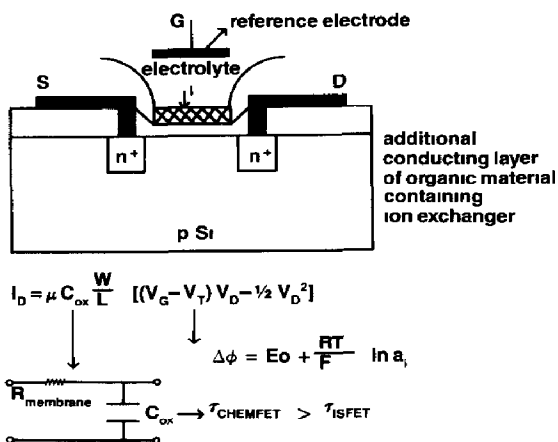 G
reference electrode
electrolyte
S
D
i
n+
n+
p Si
additional
conducting layer
of organic material
containing
ion exchanger
I_D = μ C_ox W/L [(V_G − V_T) V_D − ½ V_D²]
Δφ = Eo + RT/F ln a_i
R_membrane
C_ox → τ_CHEMFET > τ_ISFET